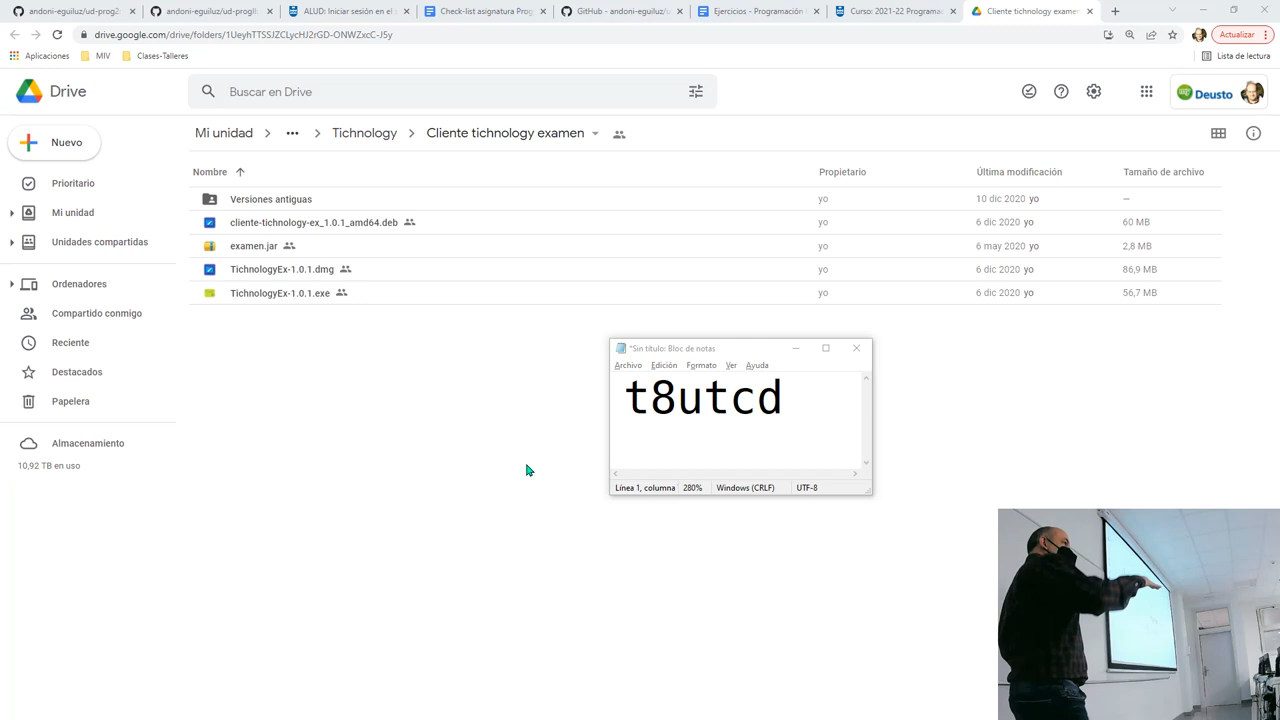 andoni-eguiluz/ud-prog2
andoni-eguiluz/ud-progII
ALUD: Iniciar sesión en el
Check-list asignatura Prog
GitHub - andoni-eguiluz/u
Ejercicios - Programación
Curso: 2021-22 Programa
Cliente tichnology exame
drive.google.com/drive/folders/1UeyhTTSSJZCLycHJ2rGD-ONWZxcC-J5y
Actualizar
Aplicaciones
MIV
Clases-Talleres
Lista de lectura
Drive
Buscar en Drive
Deusto
Nuevo
Mi unidad
Technology
Cliente tichnology examen
Nombre
Propietario
Última modificación
Tamaño de archivo
Prioritario
Mi unidad
Unidades compartidas
Ordenadores
Compartido conmigo
Reciente
Destacados
Papelera
Almacenamiento
10,92 TB en uso
Versiones antiguas yo 10 dic 2020 yo —
cliente-technology-ex_1.0.1_amd64.deb yo 6 dic 2020 yo 60 MB
examen.jar yo 6 may 2020 yo 2,8 MB
TichnologyEx-1.0.1.dmg yo 6 dic 2020 yo 86,9 MB
TichnologyEx-1.0.1.exe yo 6 dic 2020 yo 56,7 MB
*Sin título: Bloc de notas
Archivo Edición Formato Ver Ayuda
t8utcd
Línea 1, columna 280% Windows (CRLF) UTF-8